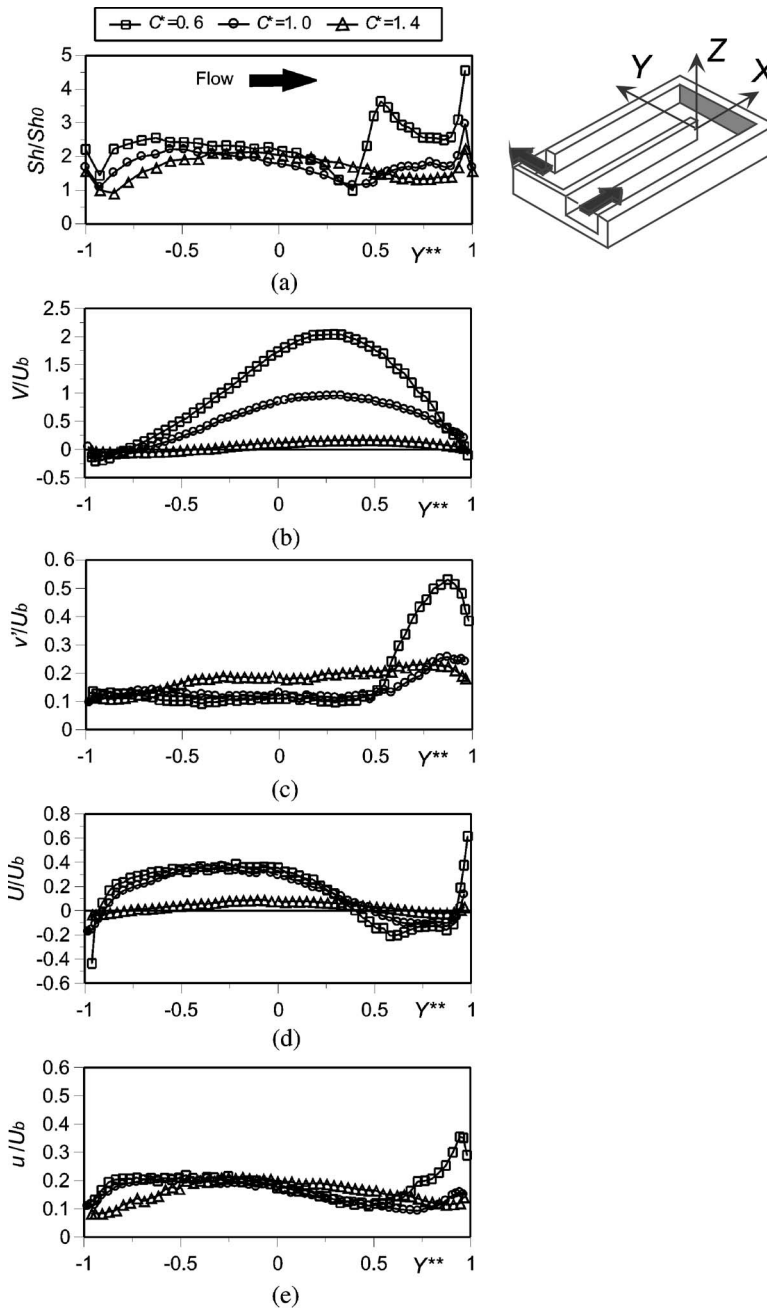 C*=0.6 C*=1.0 C*=1.4
Sh/Sh0
5
4
3
2
1
0
Flow
-1 -0.5 0 0.5 Y** 1
(a)
Y Z X
V/Ub
2.5
2
1.5
1
0.5
0
-0.5
-1 -0.5 0 0.5 Y** 1
(b)
v'/Ub
0.6
0.5
0.4
0.3
0.2
0.1
0
-1 -0.5 0 0.5 Y** 1
(c)
U/Ub
0.8
0.6
0.4
0.2
0
-0.2
-0.4
-0.6
-1 -0.5 0 0.5 Y** 1
(d)
u'/Ub
0.6
0.5
0.4
0.3
0.2
0.1
0
-1 -0.5 0 0.5 Y** 1
(e)